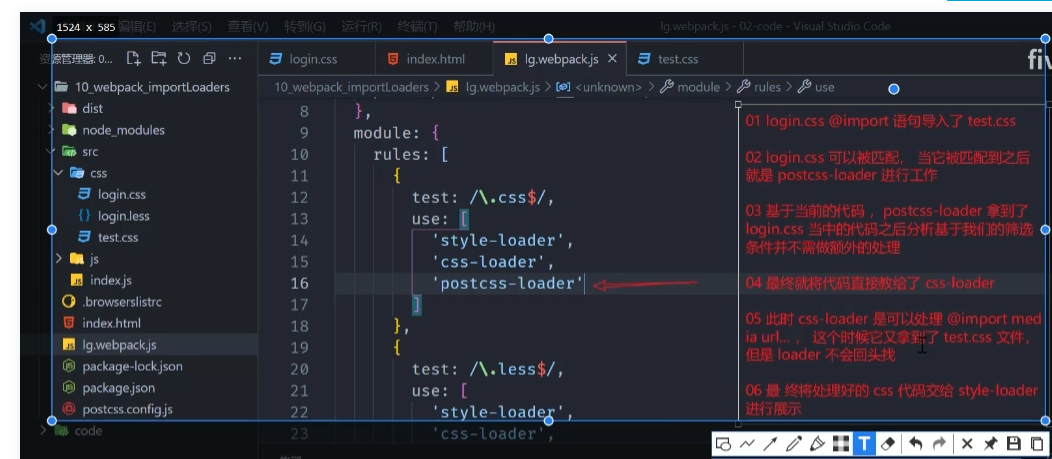 1524 x 585
编辑(E) 选择(S) 查看(V) 转到(G) 运行(R) 终端(T) 帮助(H)
lg.webpack.js - 02-code - Visual Studio Code
资源管理器: 0...
login.css
index.html
lg.webpack.js
test.css
fiv
10_webpack_importLoaders
dist
node_modules
src
css
login.css
login.less
test.css
js
index.js
.browserslistrc
index.html
lg.webpack.js
package-lock.json
package.json
postcss.config.js
code
10_webpack_importLoaders > lg.webpack.js > <unknown> > module > rules > use
8 },
9 module: {
10 rules: [
11 {
12 test: /\.css$/,
13 use: [
14 'style-loader',
15 'css-loader',
16 'postcss-loader'
17 ]
18 },
19 {
20 test: /\.less$/,
21 use: [
22 'style-loader',
23 'css-loader',
01 login.css @import 语句导入了 test.css
02 login.css 可以被匹配， 当它被匹配到之后
就是 postcss-loader 进行工作
03 基于当前的代码 ，postcss-loader 拿到了
login.css 当中的代码之后分析基于我们的筛选
条件并不需做额外的处理
04 最终就将代码直接教给了 css-loader
05 此时 css-loader 是可以处理 @import med
ia url... ， 这个时候它又拿到了 test.css 文件，
但是 loader 不会回头找
06 最 终将处理好的 css 代码交给 style-loader
进行展示